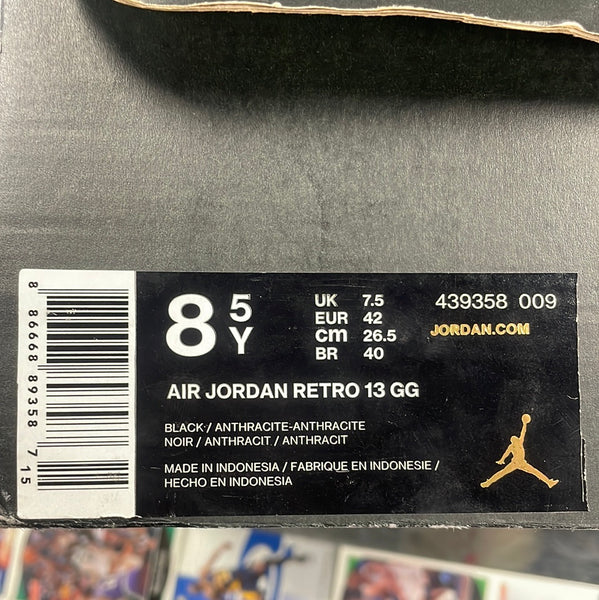 8 5 Y
UK 7.5
EUR 42
cm 26.5
BR 40
439358 009
JORDAN.COM
AIR JORDAN RETRO 13 GG
BLACK / ANTHRACITE-ANTHRACITE
NOIR / ANTHRACIT / ANTHRACIT
MADE IN INDONESIA / FABRIQUE EN INDONESIE /
HECHO EN INDONESIA
8 86668 89358 7 15